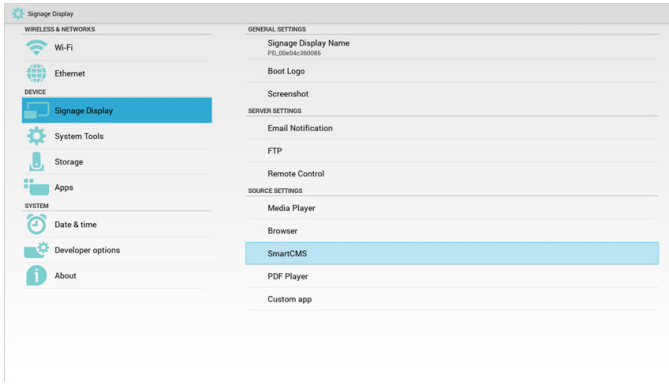 Signage Display
WIRELESS & NETWORKS
Wi-Fi
Ethernet
DEVICE
Signage Display
System Tools
Storage
Apps
SYSTEM
Date & time
Developer options
About
GENERAL SETTINGS
Signage Display Name
PD_00e04c360086
Boot Logo
Screenshot
SERVER SETTINGS
Email Notification
FTP
Remote Control
SOURCE SETTINGS
Media Player
Browser
SmartCMS
PDF Player
Custom app